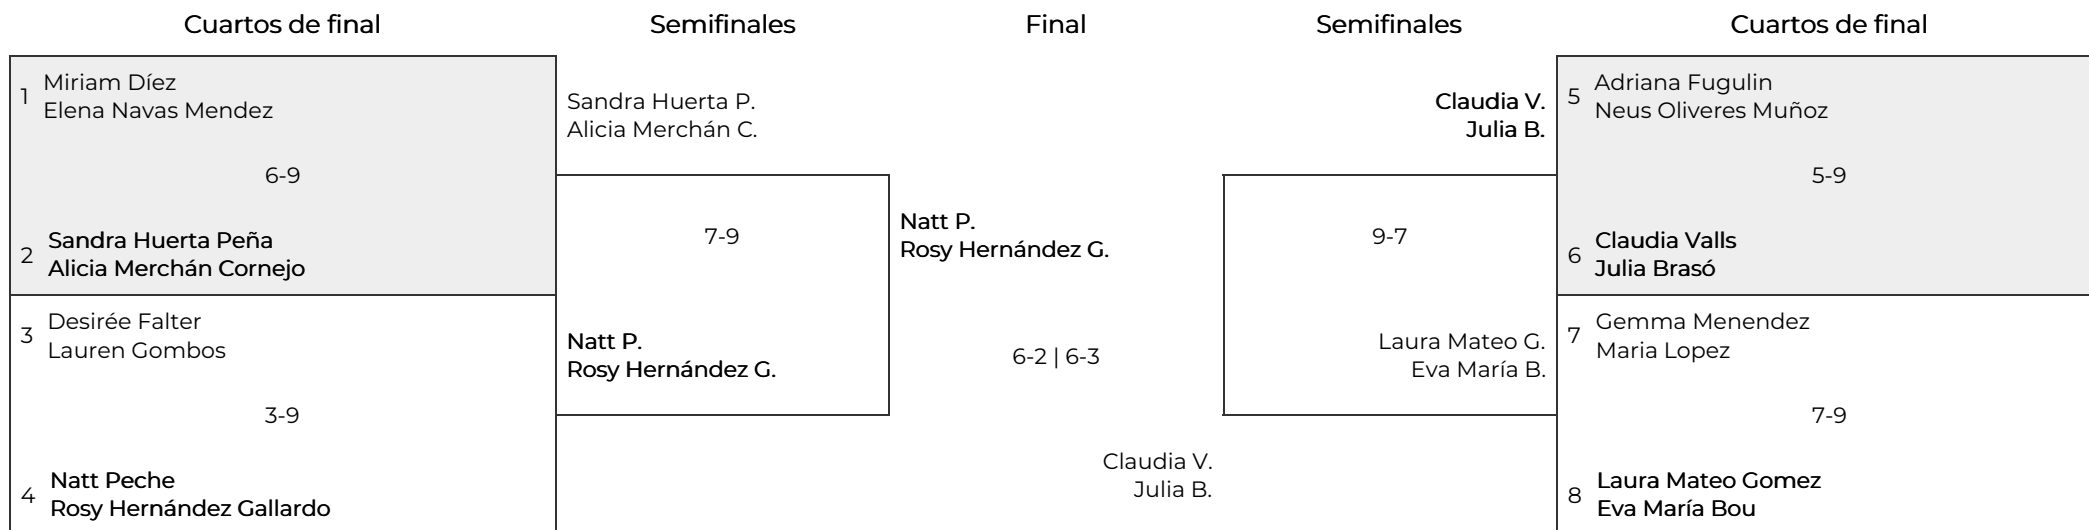 Cuartos de final
Semifinales
Final
Semifinales
Cuartos de final
1
Miriam Díez
Elena Navas Mendez
6-9
2
Sandra Huerta Peña
Alicia Merchán Cornejo
3
Desirée Falter
Lauren Gombos
3-9
4
Natt Peche
Rosy Hernández Gallardo
Sandra Huerta P.
Alicia Merchán C.
7-9
Natt P.
Rosy Hernández G.
Natt P.
Rosy Hernández G.
6-2 | 6-3
Claudia V.
Julia B.
Claudia V.
Julia B.
9-7
Laura Mateo G.
Eva María B.
5
Adriana Fugulin
Neus Oliveres Muñoz
5-9
6
Claudia Valls
Julia Brasó
7
Gemma Menendez
Maria Lopez
7-9
8
Laura Mateo Gomez
Eva María Bou